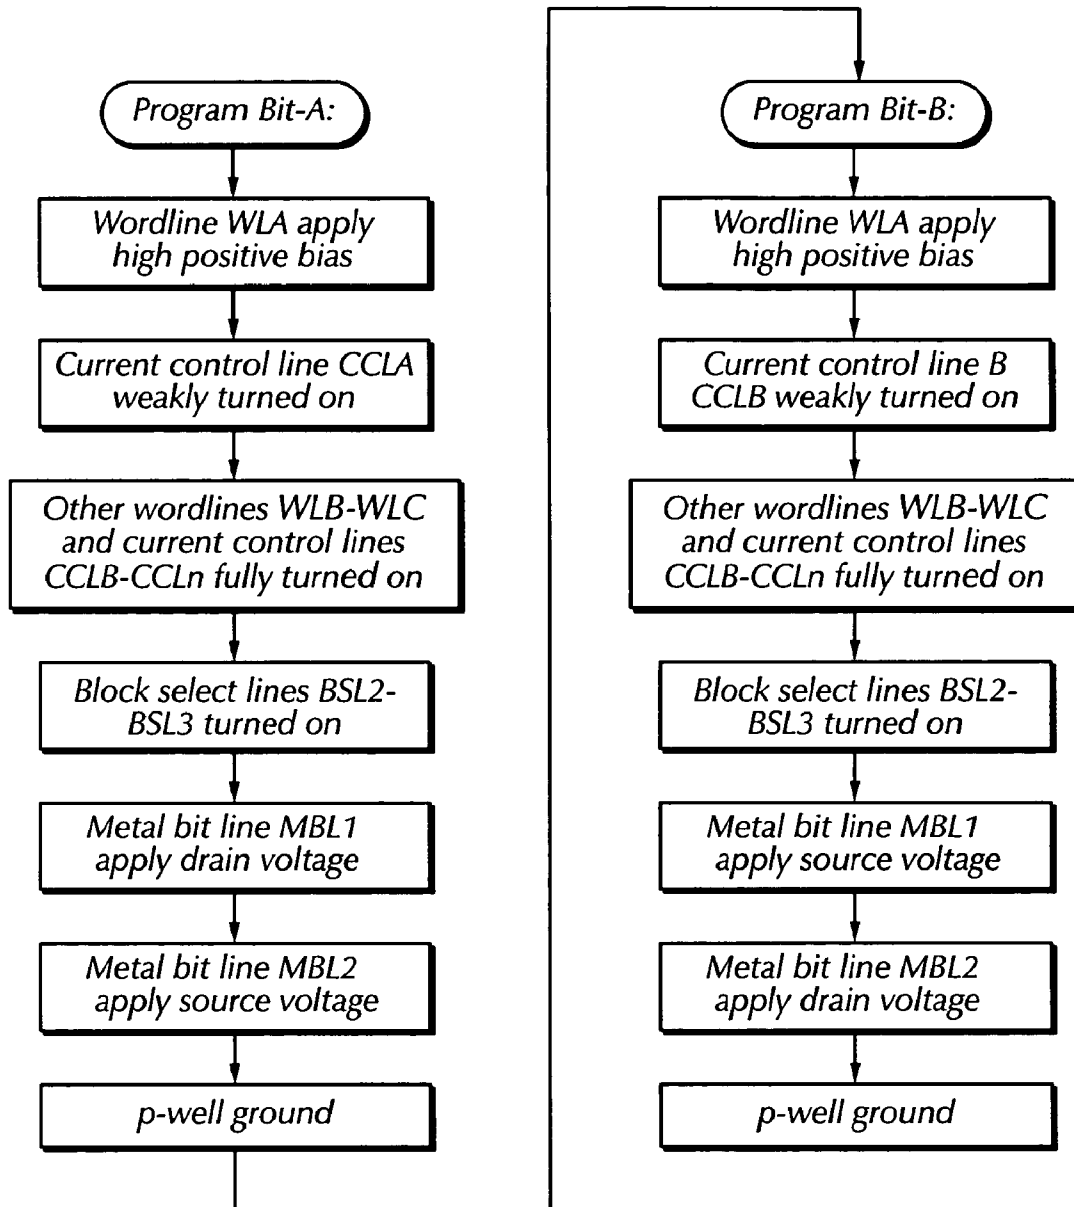 Program Bit-A:
Wordline WLA apply
high positive bias
Current control line CCLA
weakly turned on
Other wordlines WLB-WLC
and current control lines
CCLB-CCLn fully turned on
Block select lines BSL2-
BSL3 turned on
Metal bit line MBL1
apply drain voltage
Metal bit line MBL2
apply source voltage
p-well ground
Program Bit-B:
Wordline WLA apply
high positive bias
Current control line B
CCLB weakly turned on
Other wordlines WLB-WLC
and current control lines
CCLB-CCLn fully turned on
Block select lines BSL2-
BSL3 turned on
Metal bit line MBL1
apply source voltage
Metal bit line MBL2
apply drain voltage
p-well ground